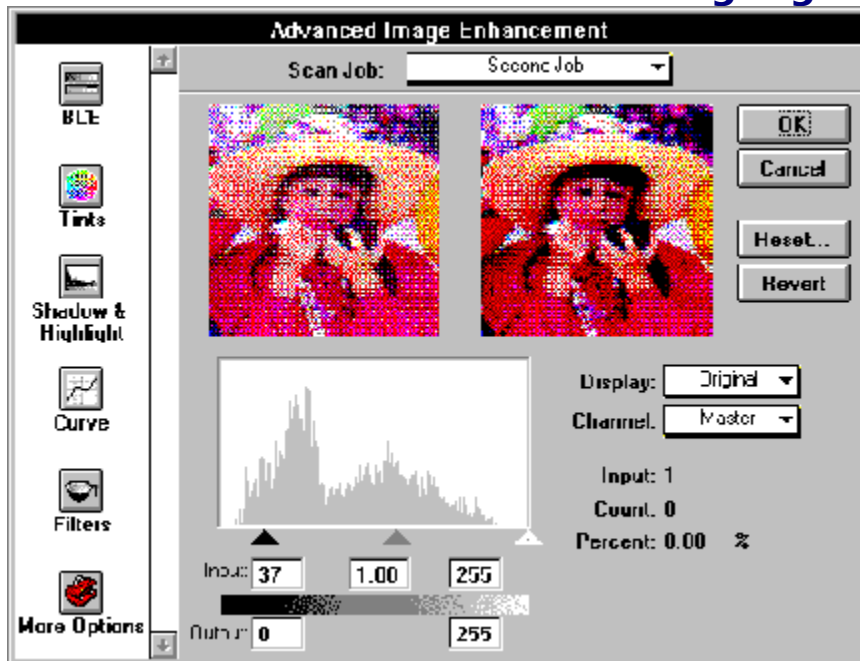 Advanced Image Enhancement
Scan Job: Second Job
BLE
Tints
Shadow &
Highlight
Curve
Filters
More Options
OK
Cancel
Reset...
Revert
Display: Original
Channel: Master
Input: 1
Count: 0
Percent: 0.00 %
Input: 37 1.00 255
Output: 0 255